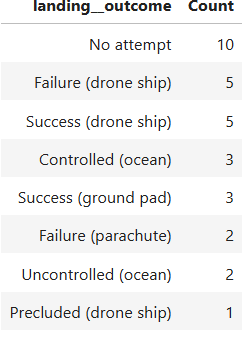 landing__outcome Count
No attempt 10
Failure (drone ship) 5
Success (drone ship) 5
Controlled (ocean) 3
Success (ground pad) 3
Failure (parachute) 2
Uncontrolled (ocean) 2
Precluded (drone ship) 1